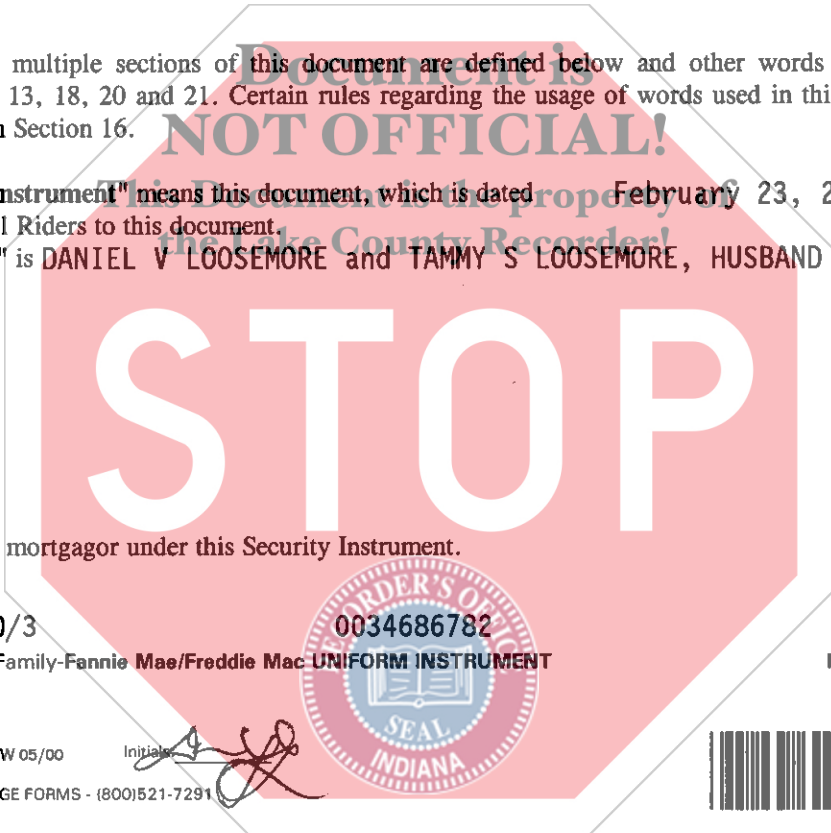 Document is
multiple sections of this document are defined below and other words
13, 18, 20 and 21. Certain rules regarding the usage of words used in thi
Section 16.
NOT OFFICIAL!
nstrument" means this document, which is dated February 23, 2
This Document is the property of
l Riders to this document.
the Lake County Recorder!
" is DANIEL V LOOSEMORE and TAMMY S LOOSEMORE, HUSBAND
STOP
mortgagor under this Security Instrument.
0/3 0034686782
Family-Fannie Mae/Freddie Mac UNIFORM INSTRUMENT
RECORDER'S OFFICE
SEAL
INDIANA
W 05/00 Initials:
GE FORMS - (800)521-7291